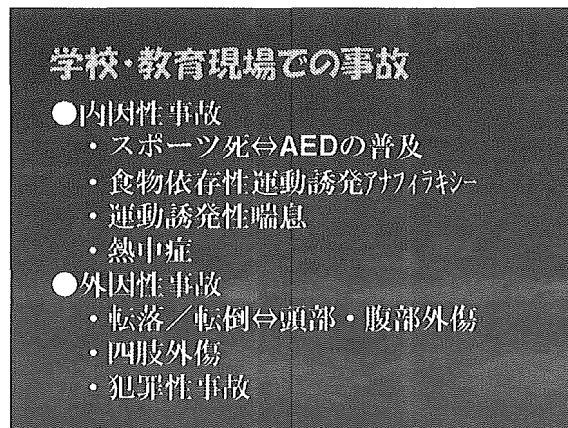 学校・教育現場での事故
●内因性事故
・スポーツ死⇔AEDの普及
・食物依存性運動誘発アナフィラキシー
・運動誘発性喘息
・熱中症
●外因性事故
・転落／転倒⇔頭部・腹部外傷
・四肢外傷
・犯罪性事故